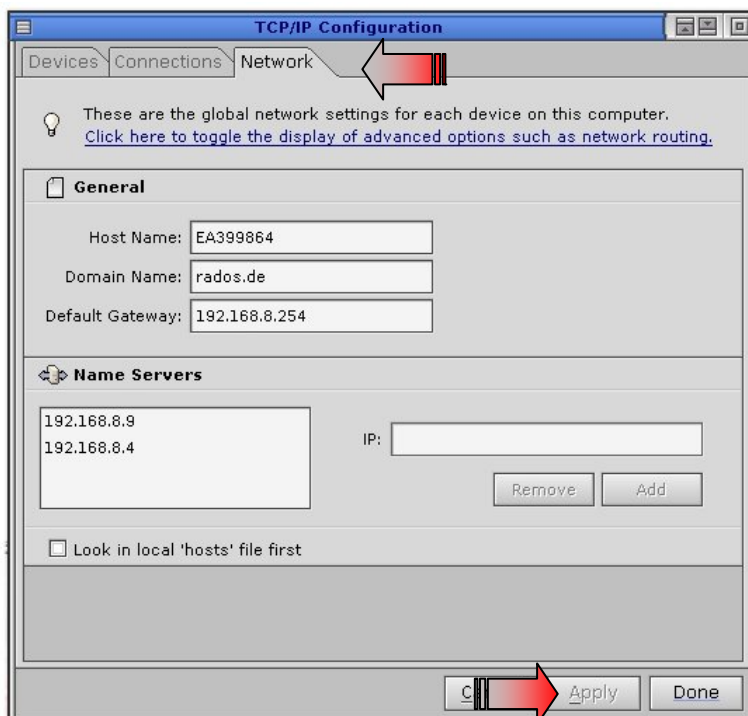 TCP/IP Configuration
Devices Connections Network
These are the global network settings for each device on this computer.
Click here to toggle the display of advanced options such as network routing.
General
Host Name: EA399864
Domain Name: rados.de
Default Gateway: 192.168.8.254
Name Servers
192.168.8.9
192.168.8.4
IP:
Remove Add
Look in local 'hosts' file first
Apply Done